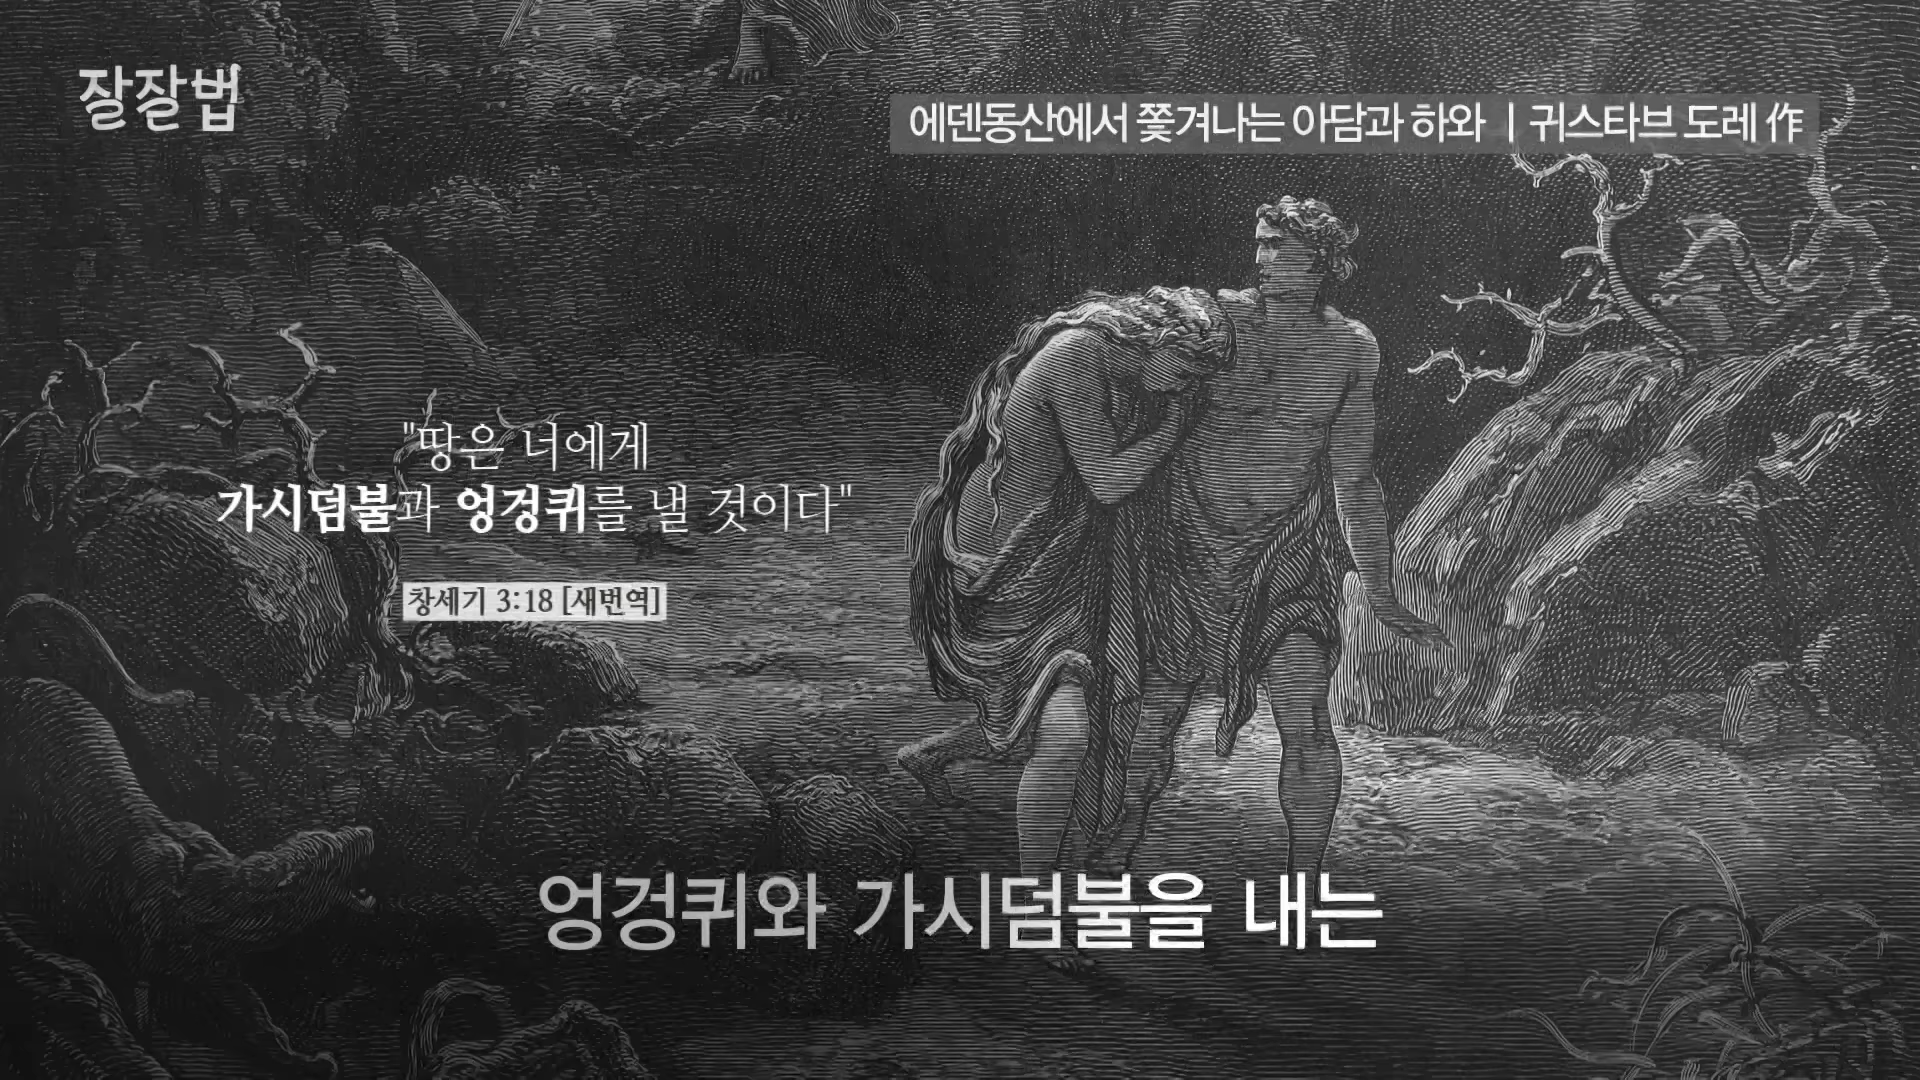 잘잘법
에덴동산에서 쫓겨나는 아담과 하와 ㅣ귀스타브 도레 作
"땅은 너에게
가시덤불과 엉겅퀴를 낼 것이다"
창세기 3:18 [새번역]
엉겅퀴와 가시덤불을 내는